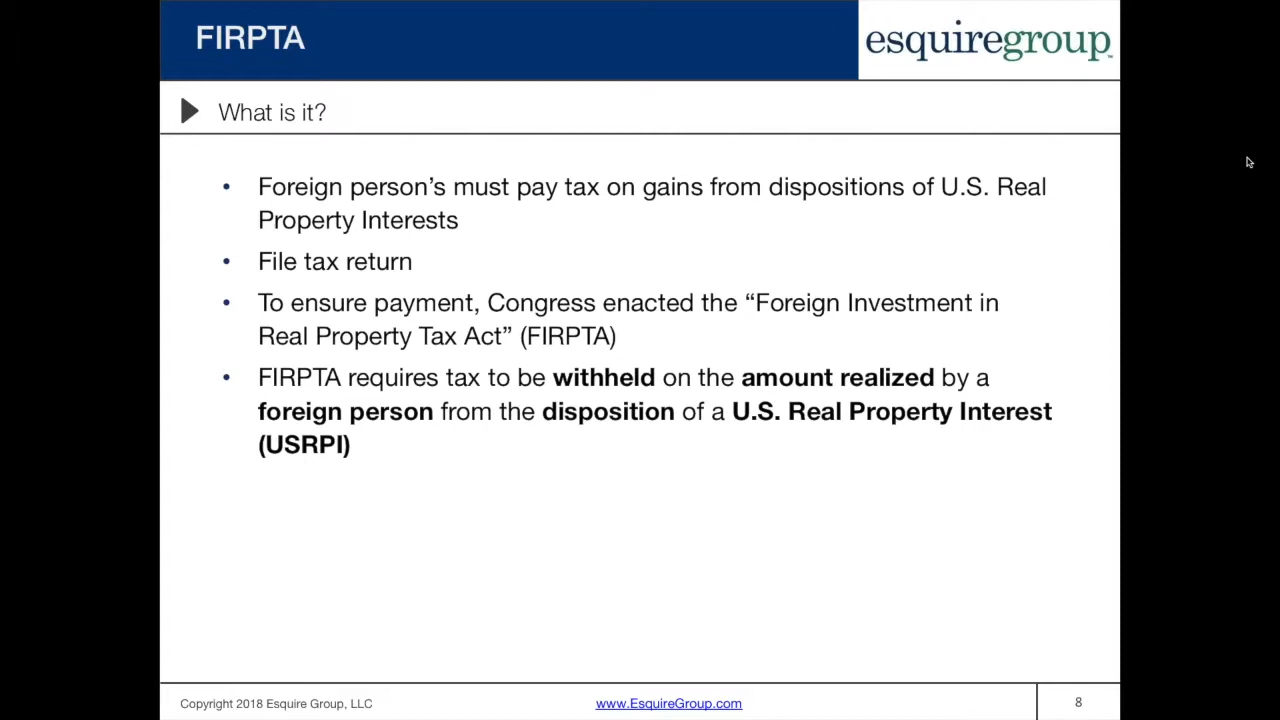 FIRPTA
esquiregroup™
What is it?
• Foreign person’s must pay tax on gains from dispositions of U.S. Real
Property Interests
• File tax return
• To ensure payment, Congress enacted the “Foreign Investment in
Real Property Tax Act” (FIRPTA)
• FIRPTA requires tax to be withheld on the amount realized by a
foreign person from the disposition of a U.S. Real Property Interest
(USRPI)
Copyright 2018 Esquire Group, LLC
www.EsquireGroup.com
8